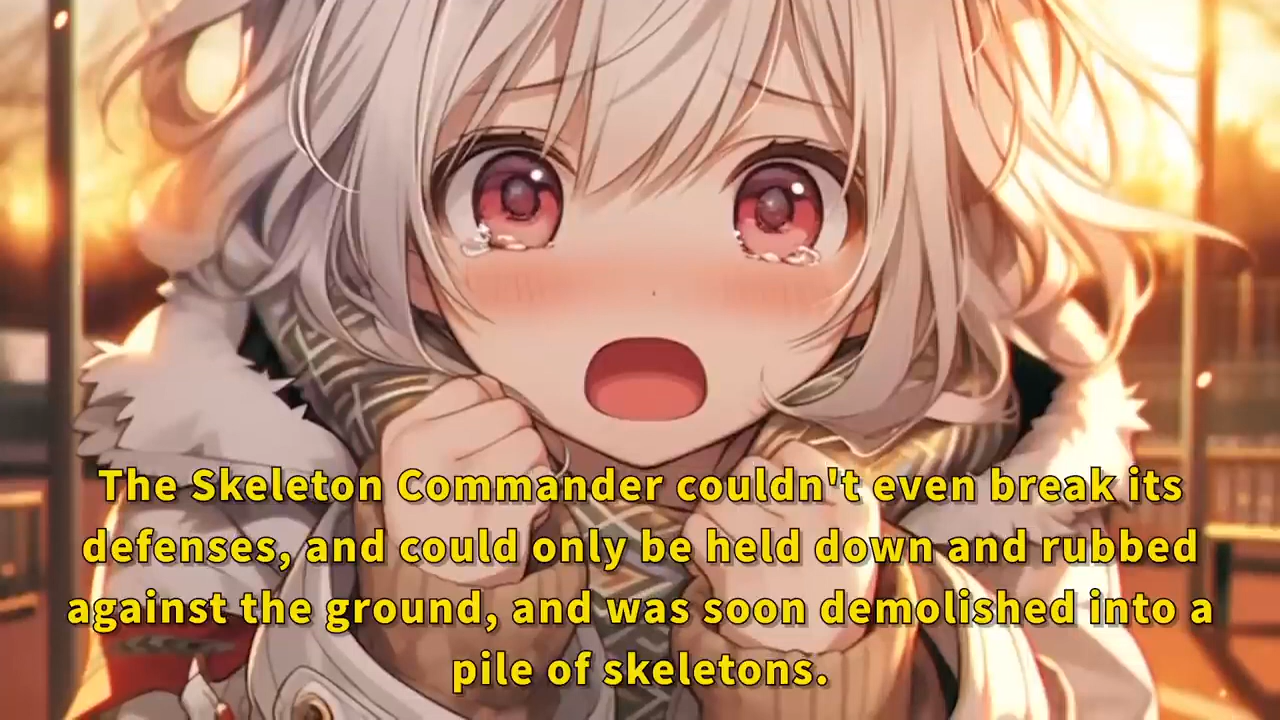 The Skeleton Commander couldn't even break its
defenses, and could only be held down and rubbed
against the ground, and was soon demolished into a
pile of skeletons.